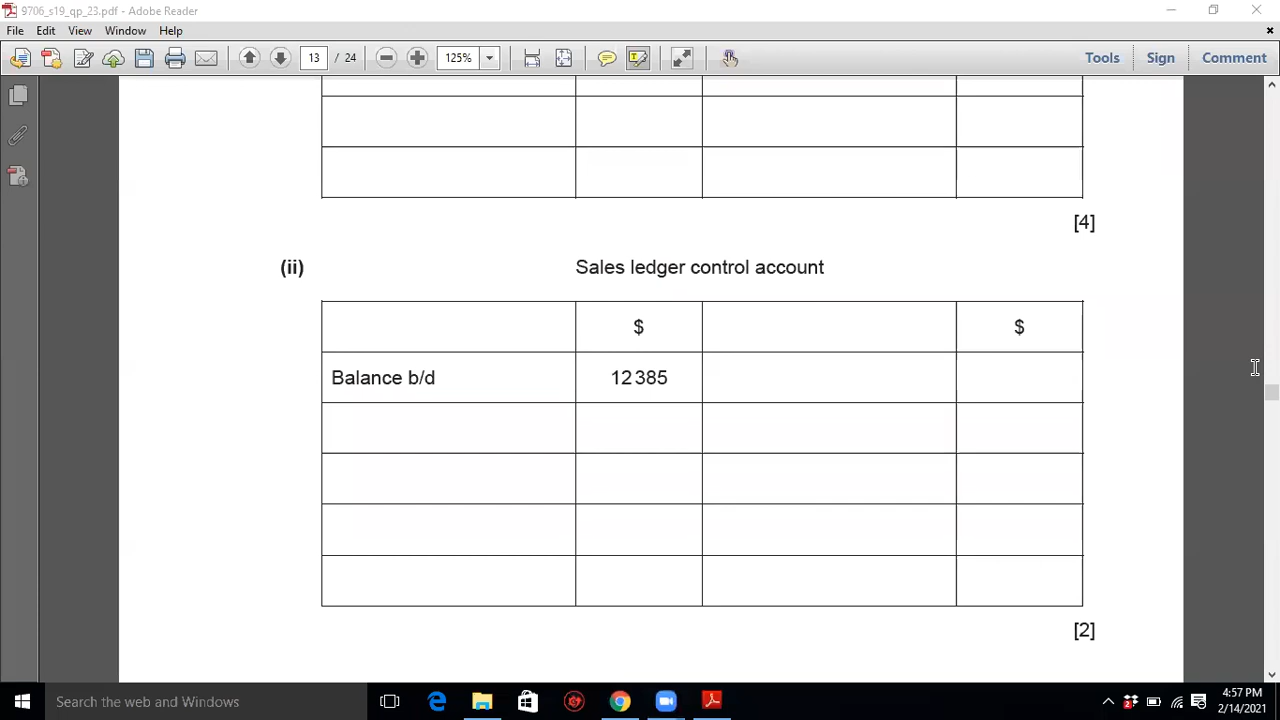 9706_s19_qp_23.pdf - Adobe Reader
File Edit View Window Help
13 / 24 125% Tools Sign Comment
[4]
(ii) Sales ledger control account
$ $
Balance b/d 12 385
[2]
Search the web and Windows
4:57 PM
2/14/2021